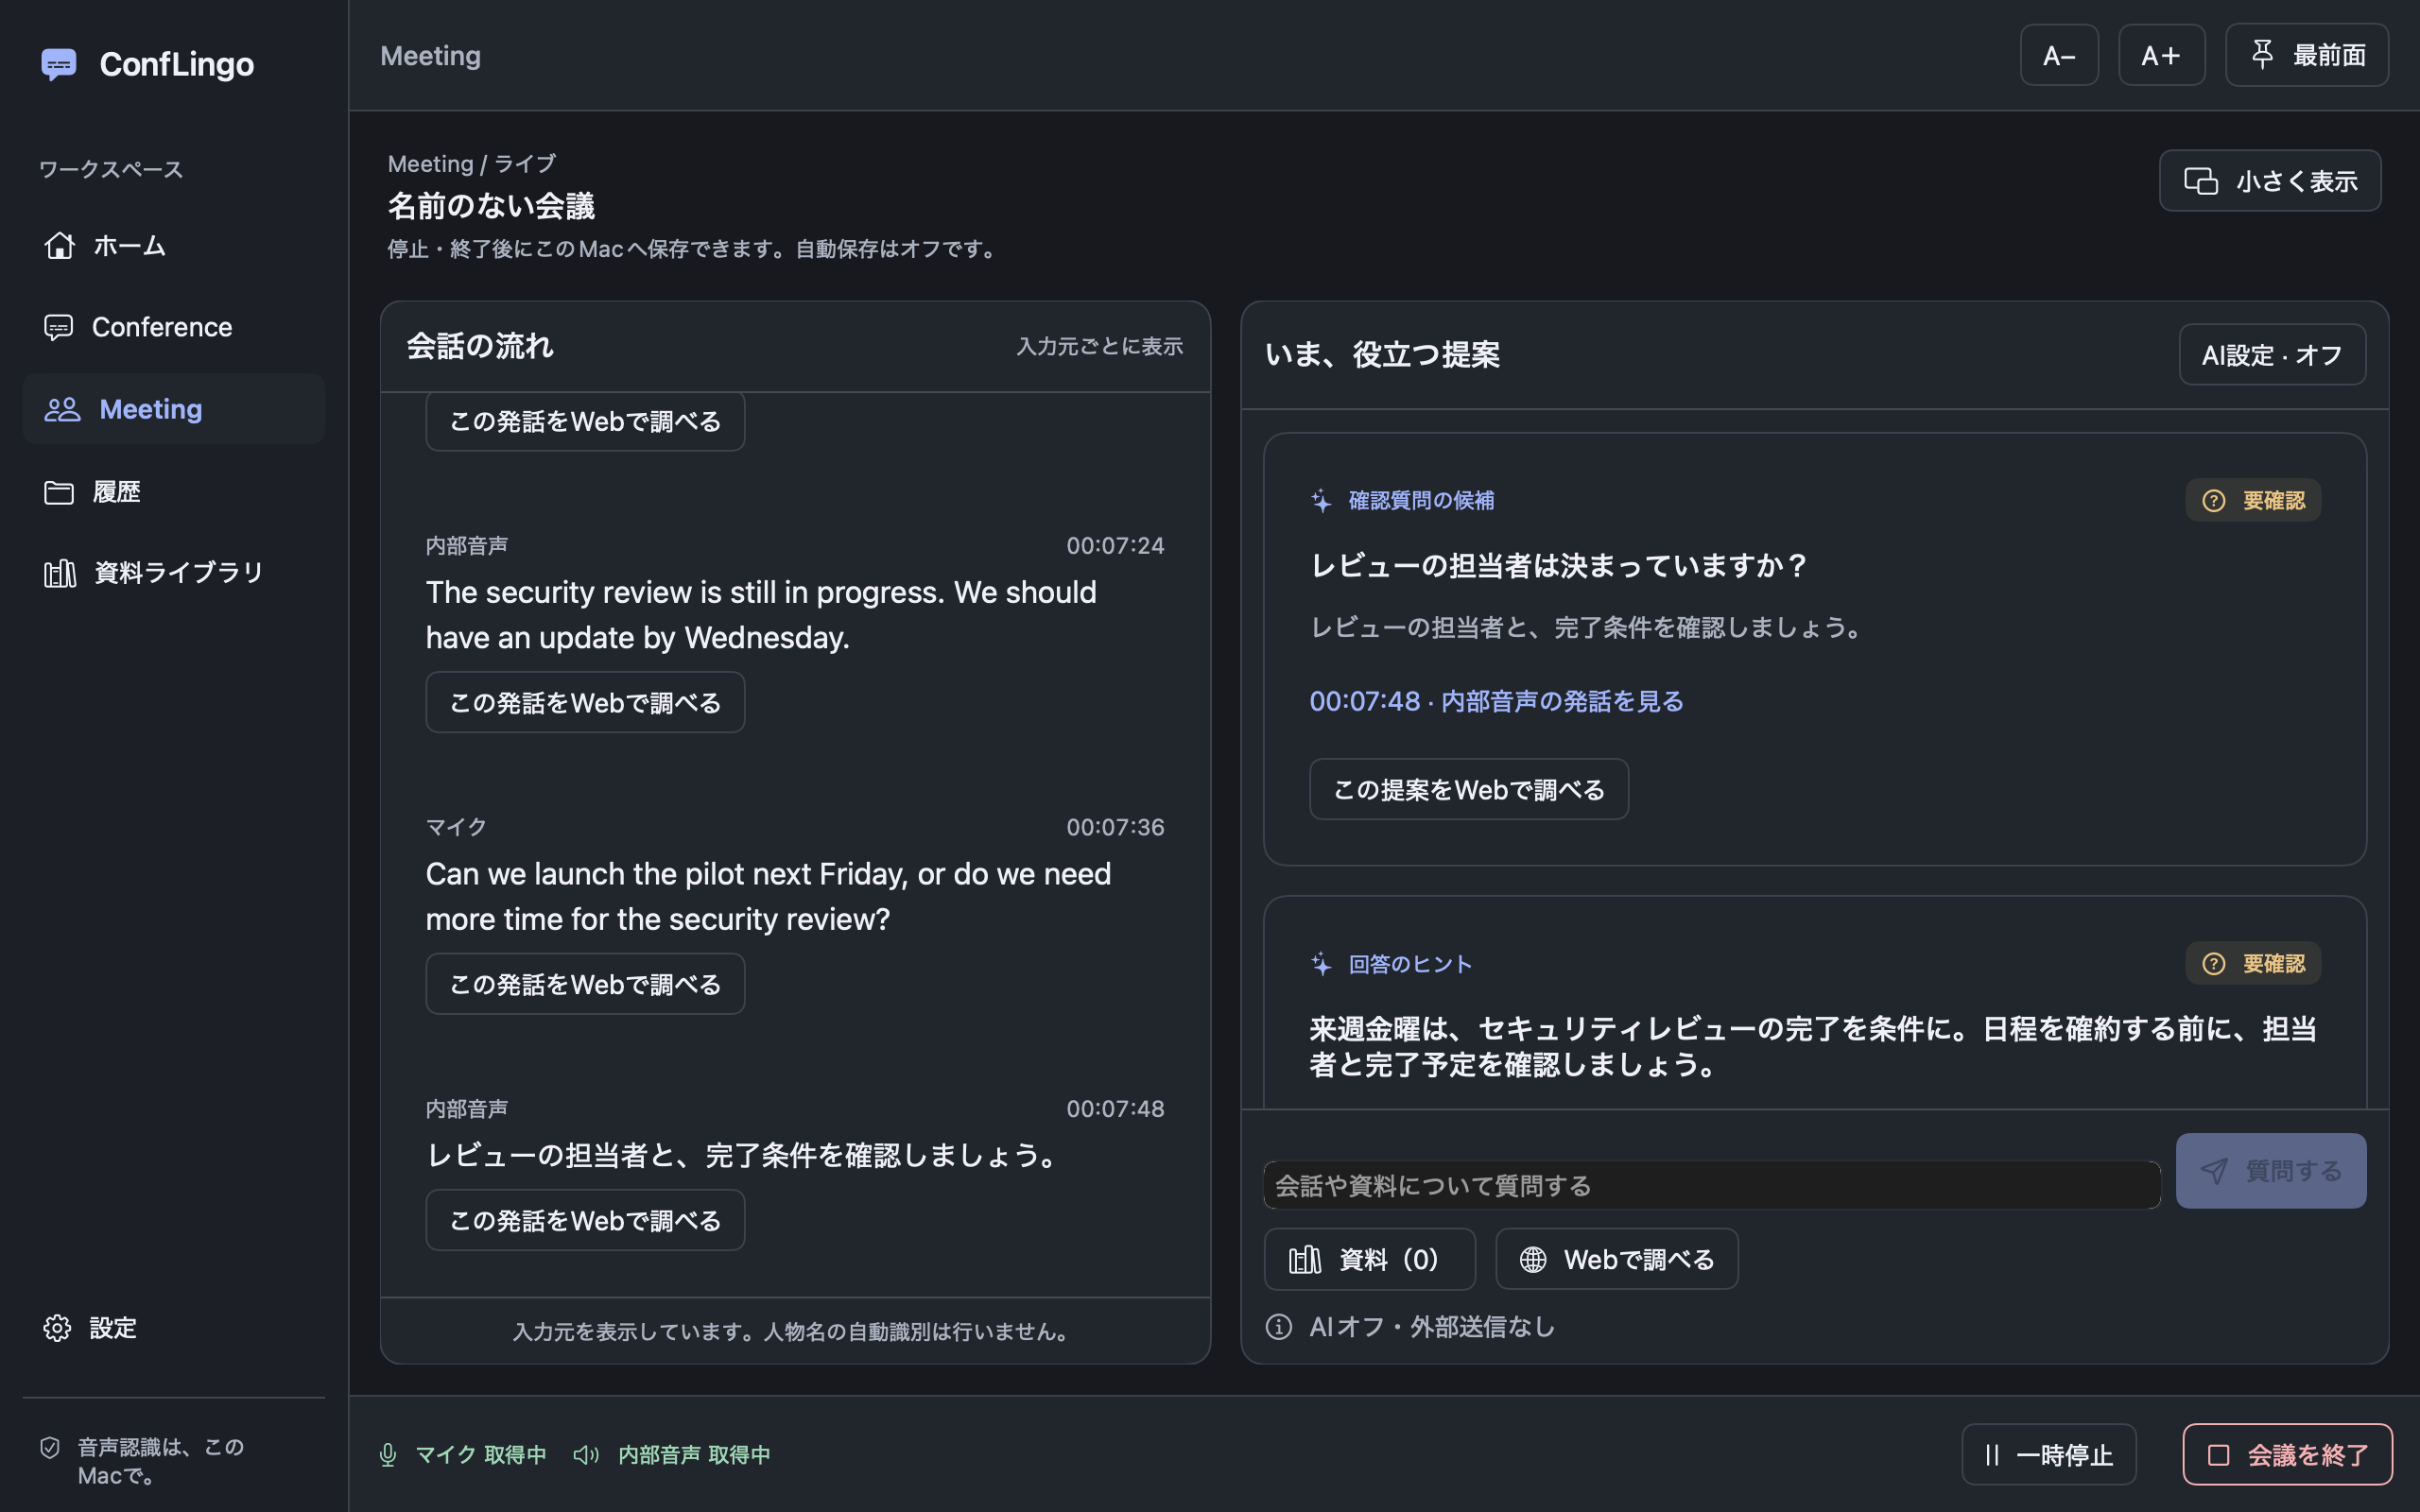 ConfLingo
ワークスペース
ホーム
Conference
Meeting
履歴
資料ライブラリ
設定
音声認識は、この
Macで。
Meeting
A−
A+
最前面
Meeting / ライブ
名前のない会議
停止・終了後にこのMacへ保存できます。自動保存はオフです。
小さく表示
会話の流れ
入力元ごとに表示
この発話をWebで調べる
内部音声
00:07:24
The security review is still in progress. We should
have an update by Wednesday.
この発話をWebで調べる
マイク
00:07:36
Can we launch the pilot next Friday, or do we need
more time for the security review?
この発話をWebで調べる
内部音声
00:07:48
レビューの担当者と、完了条件を確認しましょう。
この発話をWebで調べる
入力元を表示しています。人物名の自動識別は行いません。
いま、役立つ提案
AI設定 · オフ
確認質問の候補
要確認
レビューの担当者は決まっていますか？
レビューの担当者と、完了条件を確認しましょう。
00:07:48 · 内部音声の発話を見る
この提案をWebで調べる
回答のヒント
要確認
来週金曜は、セキュリティレビューの完了を条件に。日程を確約する前に、担当
者と完了予定を確認しましょう。
会話や資料について質問する
質問する
資料（0）
Webで調べる
AIオフ・外部送信なし
マイク 取得中
内部音声 取得中
一時停止
会議を終了